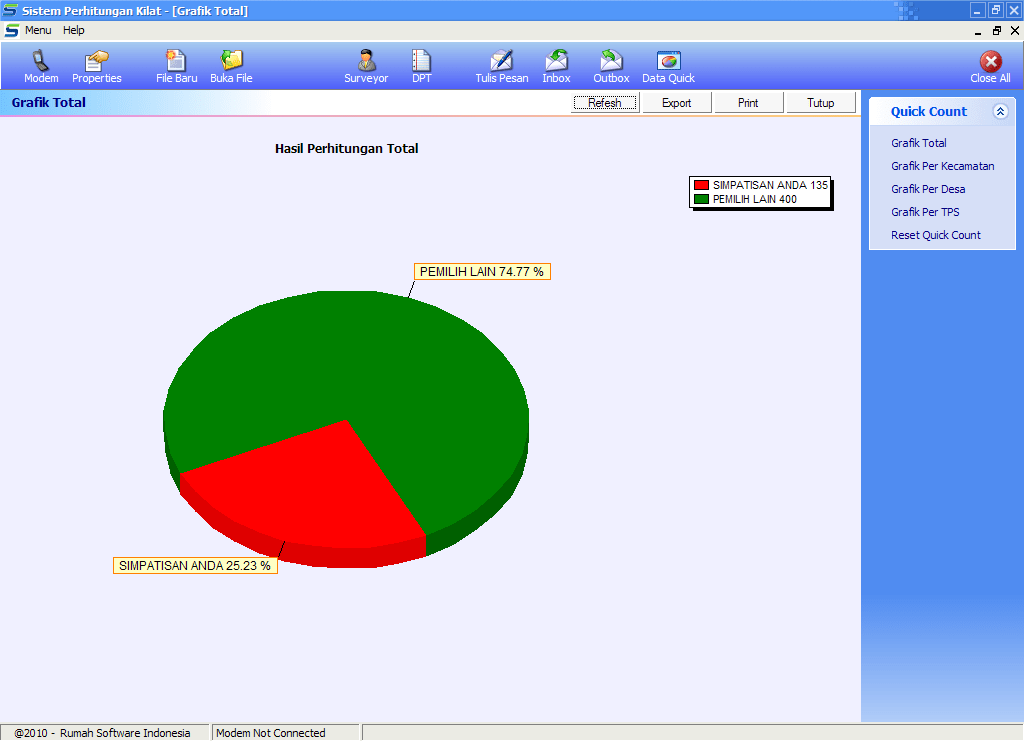 Sistem Perhitungan Kilat - [Grafik Total]
Menu Help
Modem Properties File Baru Buka File Surveyor DPT Tulis Pesan Inbox Outbox Data Quick Close All
Grafik Total Refesh Export Print Tutup
Quick Count
Grafik Total
Grafik Per Kecamatan
Grafik Per Desa
Grafik Per TPS
Reset Quick Count
Hasil Perhitungan Total
SIMPATISAN ANDA 135
PEMILIH LAIN 400
PEMILIH LAIN 74.77 %
SIMPATISAN ANDA 25.23 %
@2010 - Rumah Software Indonesia Modem Not Connected